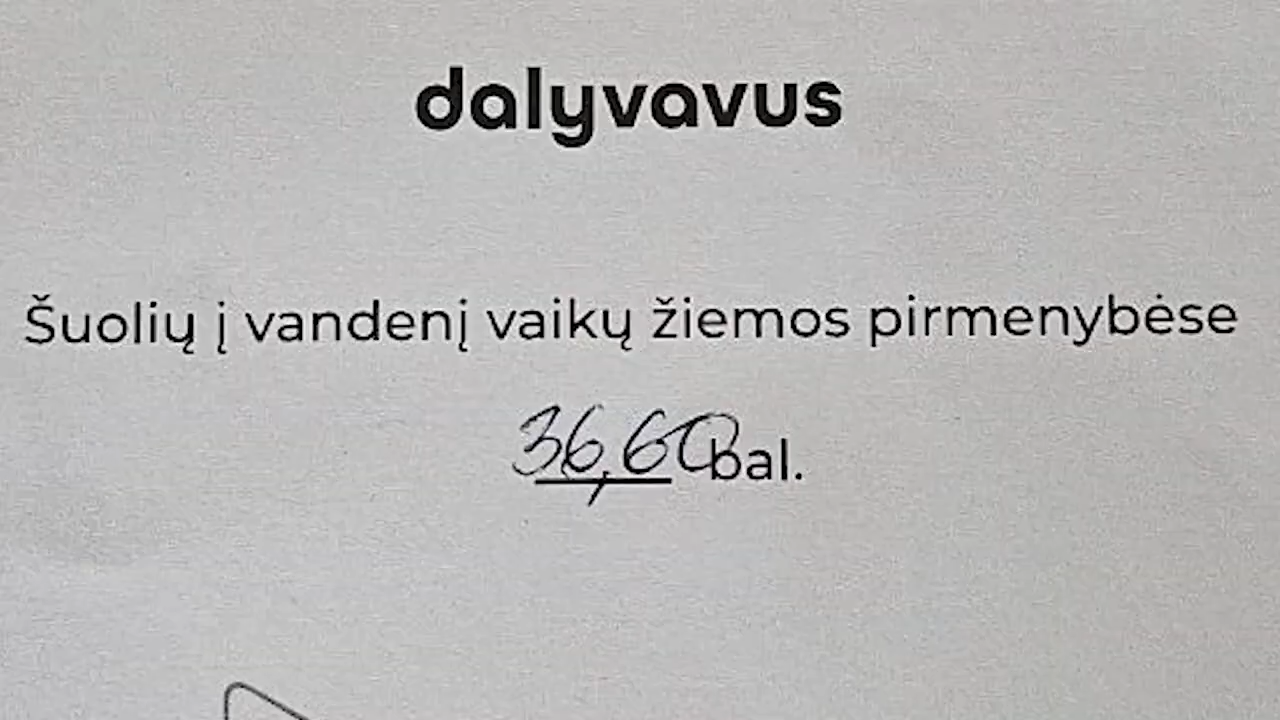 dalyvavus
Šuolių į vandenį vaikų žiemos pirmenybėse
36,60 bal.